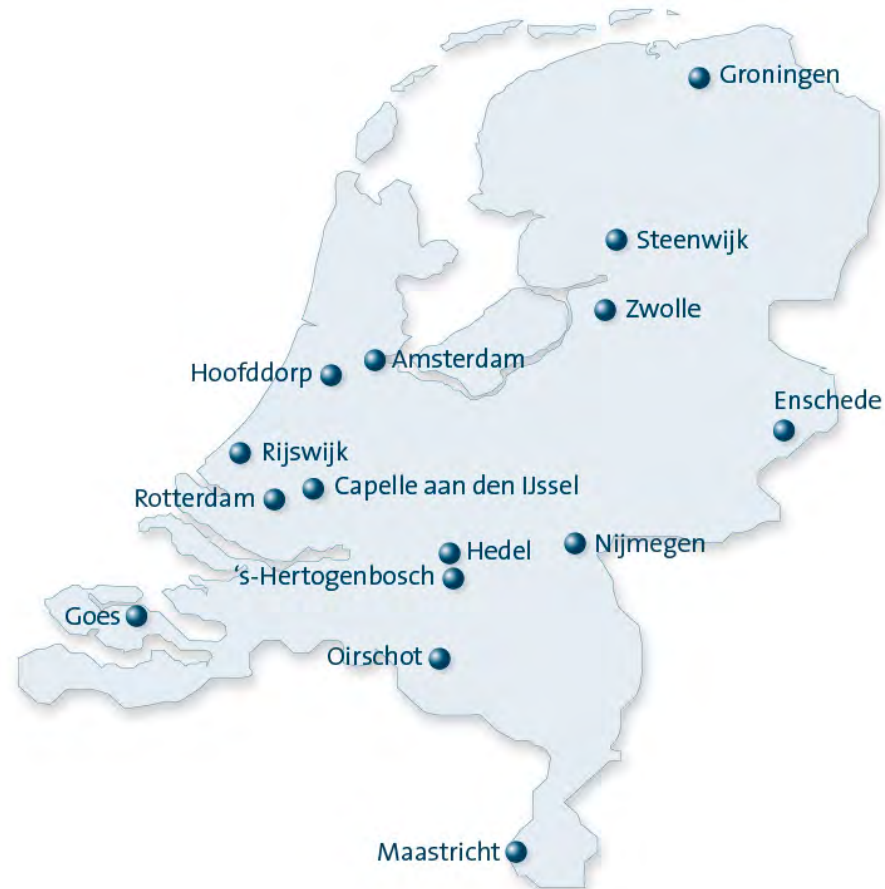 Groningen
Steenwijk
Zwolle
Amsterdam
Hoofddorp
Enschede
Rijswijk
Capelle aan den IJssel
Rotterdam
Hedel
Nijmegen
‘s-Hertogenbosch
Goes
Oirschot
Maastricht